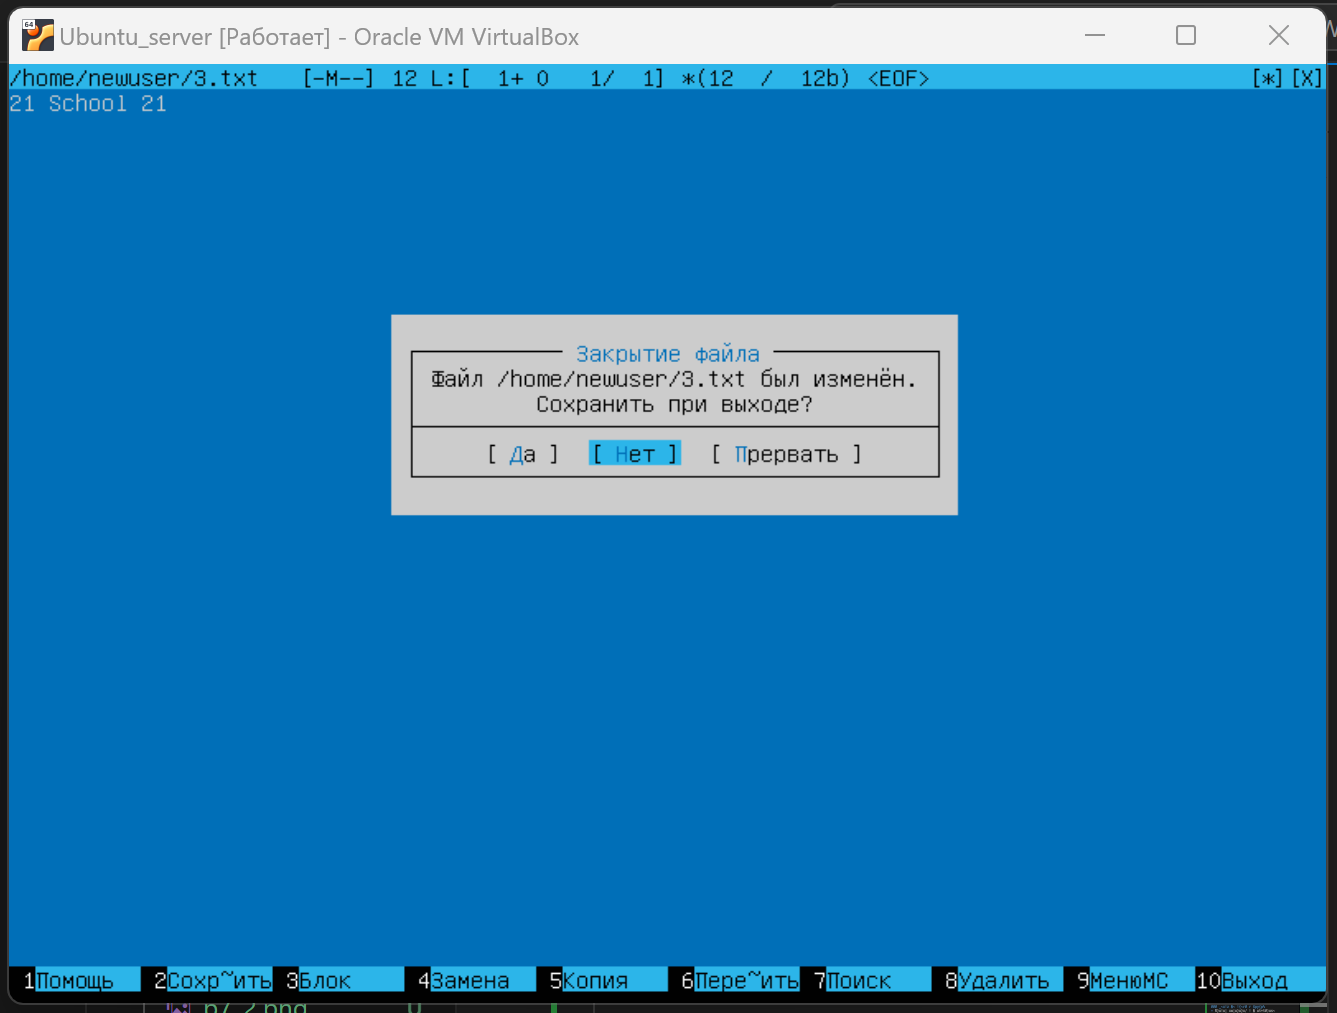 64
Ubuntu_server [Работает] - Oracle VM VirtualBox
/home/newuser/3.txt [-M--] 12 L:[ 1+ 0 1/ 1] *(12 / 12b) <EOF> [*][X]
21 School 21
Закрытие файла
Файл /home/newuser/3.txt был изменён.
Сохранить при выходе?
[ Да ] [ Нет ] [ Прервать ]
1Помощь 2Сохр~ить 3Блок 4Замена 5Копия 6Пере~ить 7Поиск 8Удалить 9МенюMC 10Выход